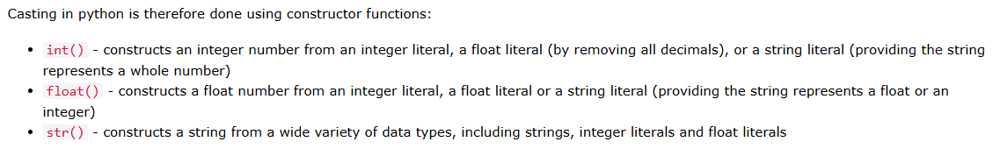 Casting in python is therefore done using constructor functions:
• int() - constructs an integer number from an integer literal, a float literal (by removing all decimals), or a string literal (providing the string
represents a whole number)
• float() - constructs a float number from an integer literal, a float literal or a string literal (providing the string represents a float or an
integer)
• str() - constructs a string from a wide variety of data types, including strings, integer literals and float literals